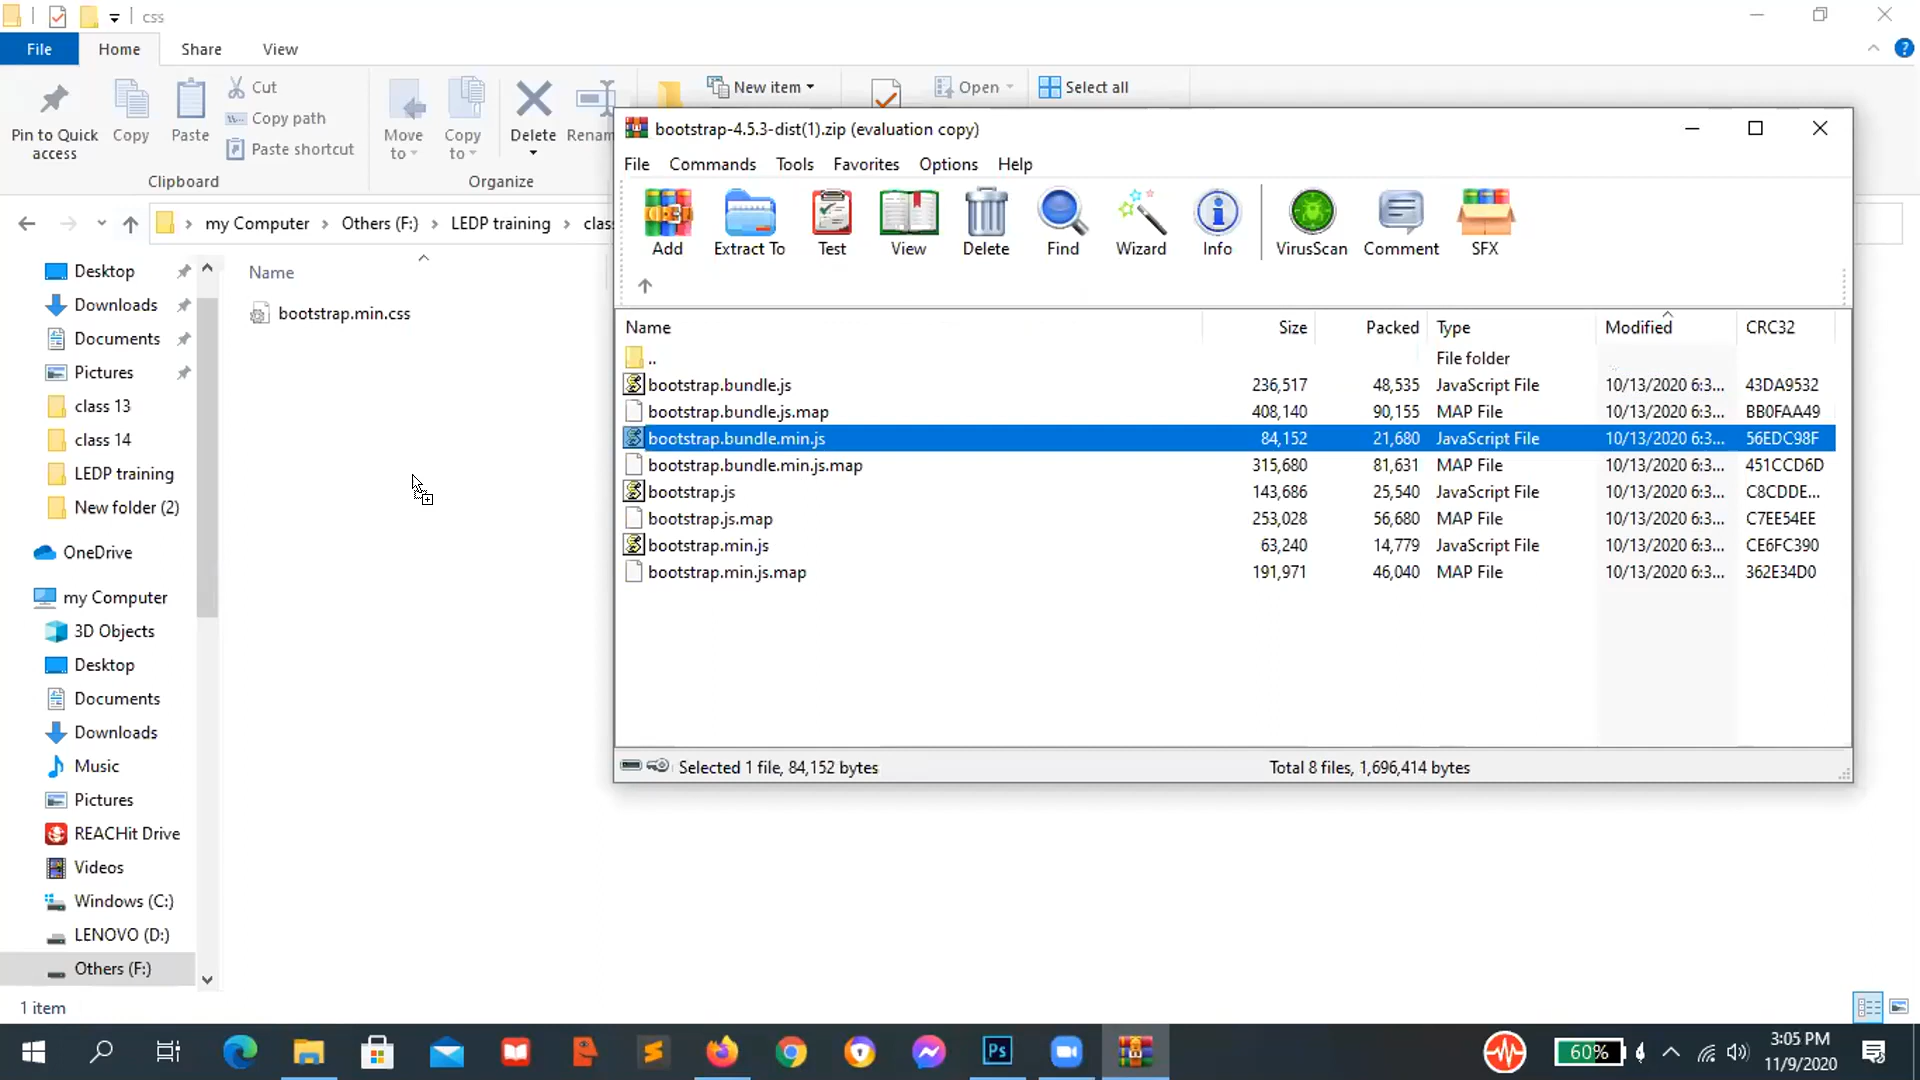 css
File Home Share View
Pin to Quick access
Copy
Paste
Cut
Copy path
Paste shortcut
Clipboard
Move to
Copy to
Delete
Renam
Organize
New item
Open
Select all
my Computer > Others (F:) > LEDP training > clas
Name
bootstrap.min.css
Desktop
Downloads
Documents
Pictures
class 13
class 14
LEDP training
New folder (2)
OneDrive
my Computer
3D Objects
Desktop
Documents
Downloads
Music
Pictures
REACHit Drive
Videos
Windows (C:)
LENOVO (D:)
Others (F:)
1 item
bootstrap-4.5.3-dist(1).zip (evaluation copy)
File Commands Tools Favorites Options Help
Add Extract To Test View Delete Find Wizard Info VirusScan Comment SFX
Name Size Packed Type Modified CRC32
.. File folder
bootstrap.bundle.js 236,517 48,535 JavaScript File 10/13/2020 6:3... 43DA9532
bootstrap.bundle.js.map 408,140 90,155 MAP File 10/13/2020 6:3... BB0FAA49
bootstrap.bundle.min.js 84,152 21,680 JavaScript File 10/13/2020 6:3... 56EDC98F
bootstrap.bundle.min.js.map 315,680 81,631 MAP File 10/13/2020 6:3... 451CCD6D
bootstrap.js 143,686 25,540 JavaScript File 10/13/2020 6:3... C8CDDE...
bootstrap.js.map 253,028 56,680 MAP File 10/13/2020 6:3... C7EE54EE
bootstrap.min.js 63,240 14,779 JavaScript File 10/13/2020 6:3... CE6FC390
bootstrap.min.js.map 191,971 46,040 MAP File 10/13/2020 6:3... 362E34D0
Selected 1 file, 84,152 bytes
Total 8 files, 1,696,414 bytes
Ps
60%
3:05 PM
11/9/2020